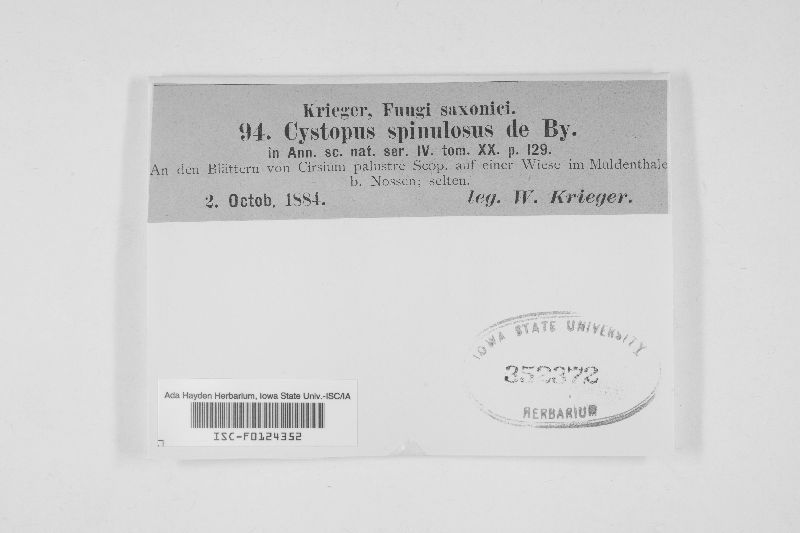 Krieger, Fungi saxonici.
94. Cystopus spinulosus de By.
in Ann. sc. nat. ser. IV. tom. XX. p. 129.
An den Blättern von Cirsium palustre Scop. auf einer Wiese im Muldenthale
b. Nossen; selten.
2. Octob. 1884. leg. W. Krieger.
IOWA STATE UNIVERSITY
352372
HERBARIUM
Ada Hayden Herbarium, Iowa State Univ.-ISC/IA
ISC-F0124352